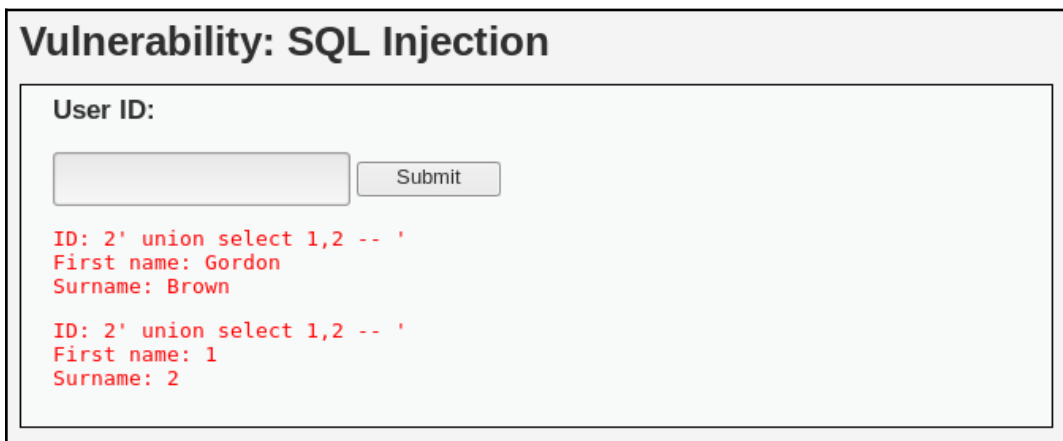 Vulnerability: SQL Injection
User ID:
Submit
ID: 2' union select 1,2 -- '
First name: Gordon
Surname: Brown
ID: 2' union select 1,2 -- '
First name: 1
Surname: 2